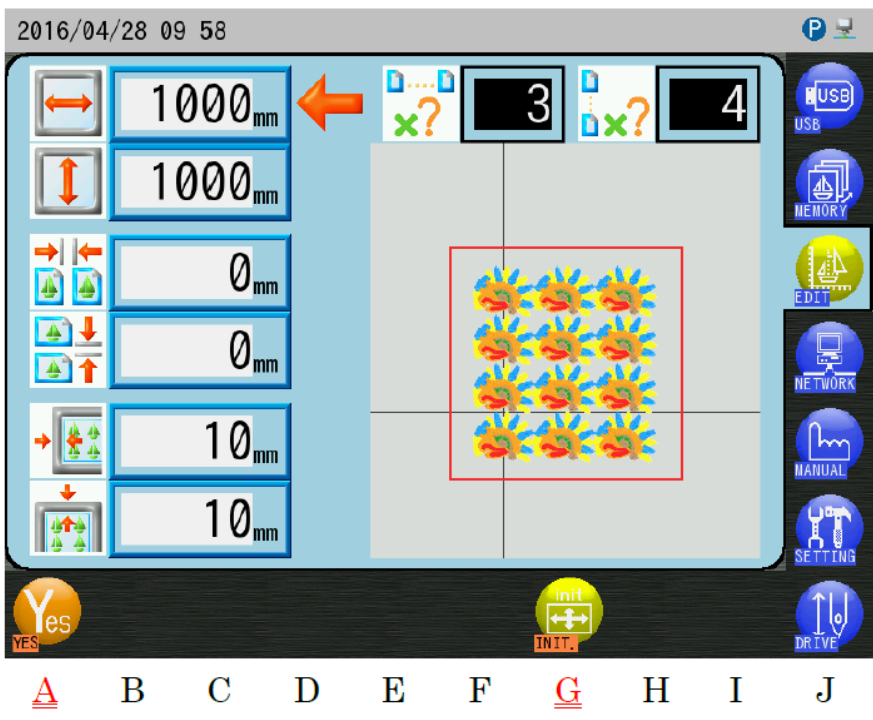 2016/04/28 09 58
P
1000mm
×?
3
×?
4
USB
USB
1000mm
MEMORY
0mm
EDIT
0mm
NETWORK
10mm
MANUAL
10mm
SETTING
Yes
YES
Init
INIT.
DRIVE
A B C D E F G H I J